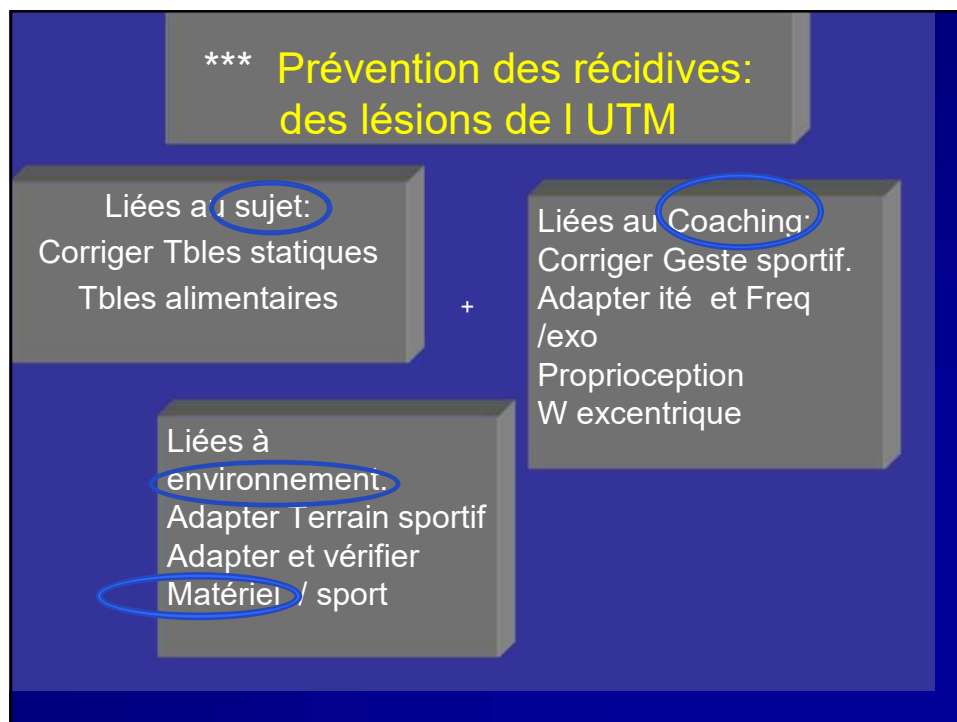 *** Prévention des récidives:
des lésions de l UTM
Liées au sujet:
Corriger Tbles statiques
Tbles alimentaires
+
Liées au Coaching:
Corriger Geste sportif.
Adapter ité et Freq
/exo
Proprioception
W excentrique
Liées à
environnement.
Adapter Terrain sportif
Adapter et vérifier
Matériel / sport